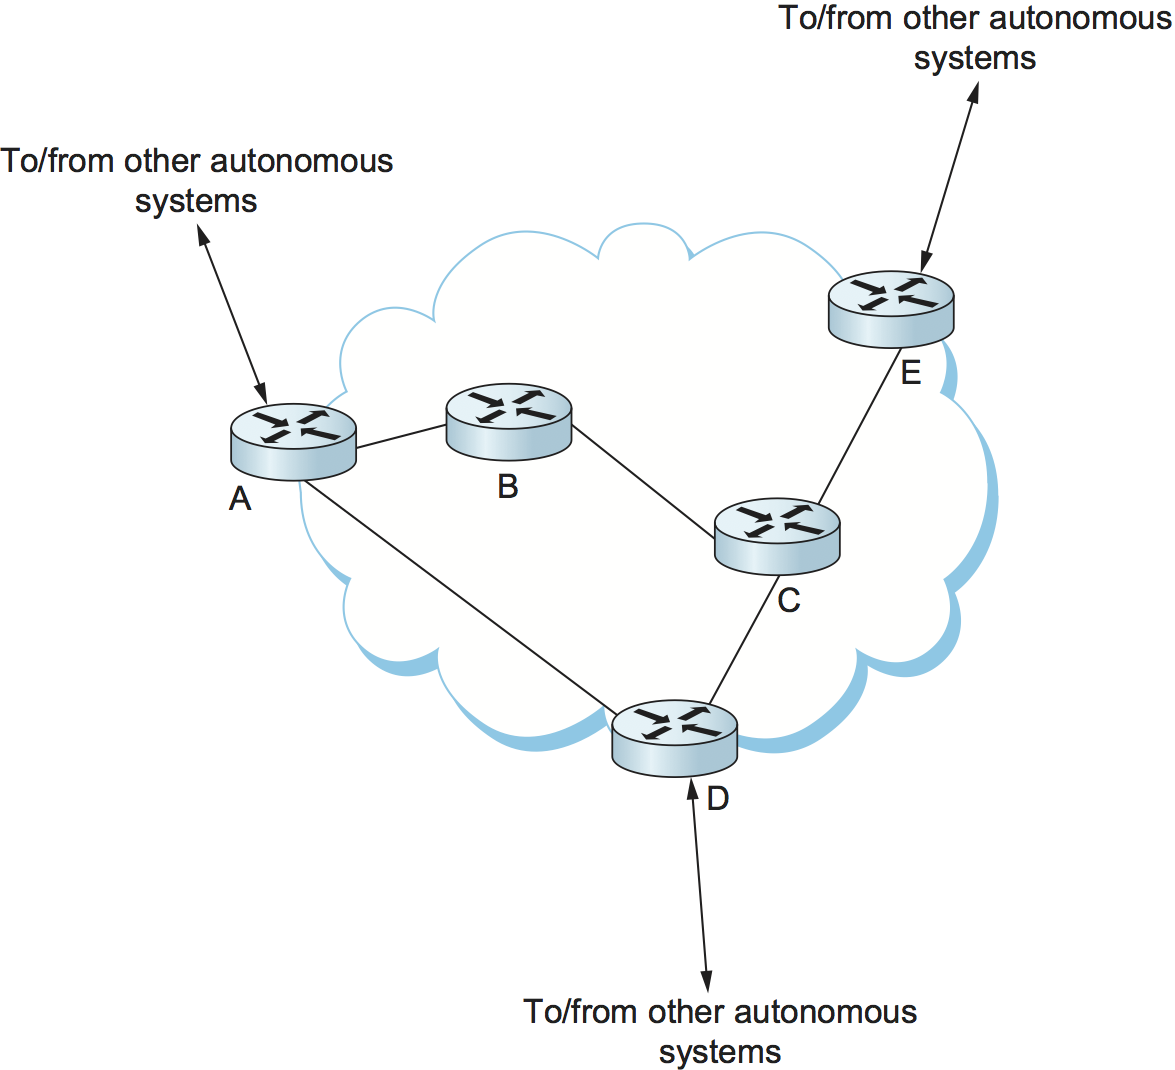 To/from other autonomous
systems
To/from other autonomous
systems
E
B
A
C
D
To/from other autonomous
systems